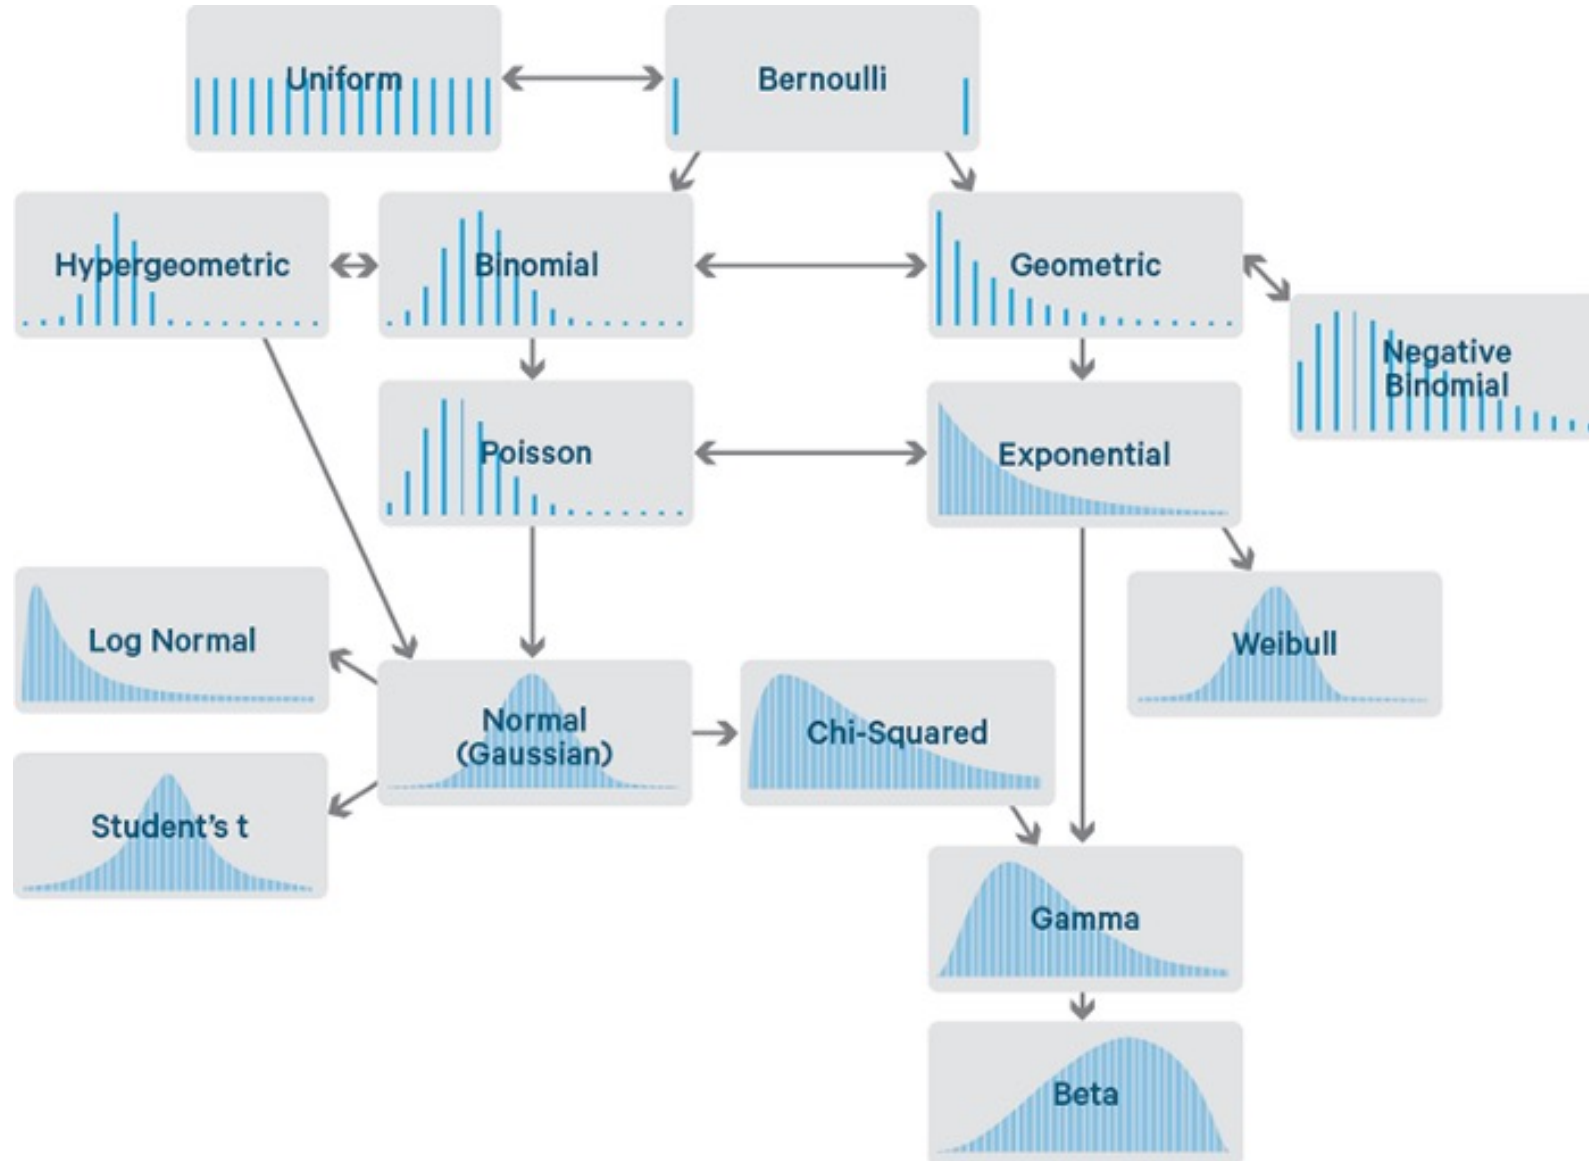 Uniform
Bernoulli
Hypergeometric
Binomial
Geometric
Negative
Binomial
Poisson
Exponential
Log Normal
Weibull
Normal
(Gaussian)
Chi-Squared
Student's t
Gamma
Beta